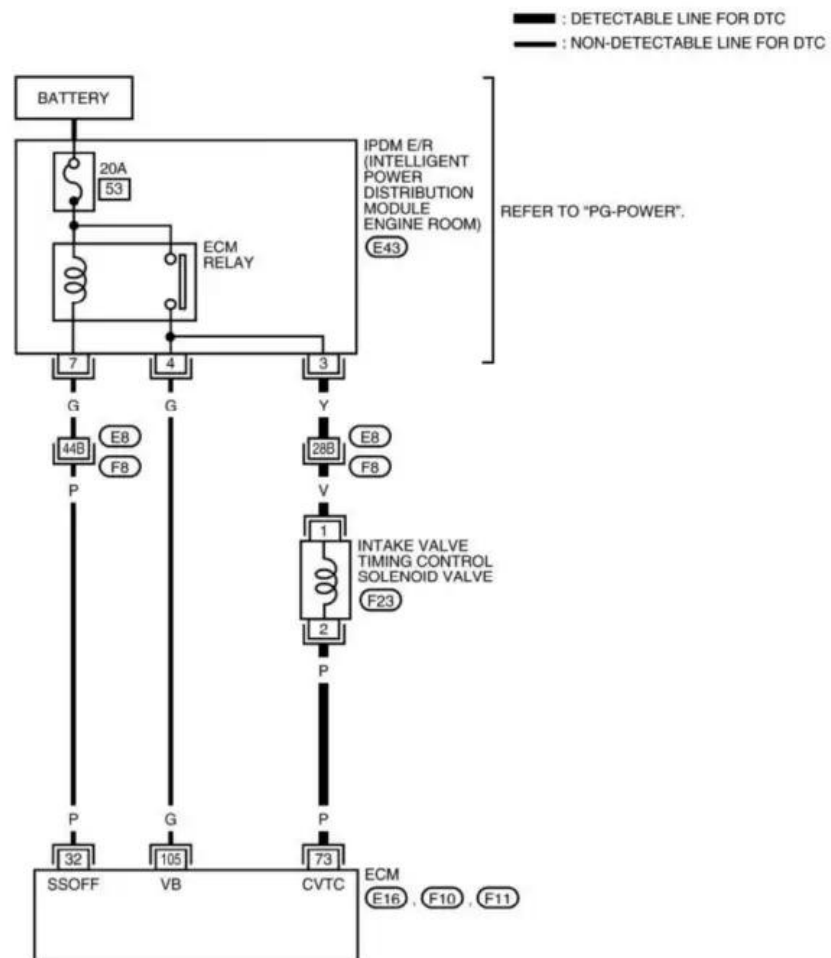 : DETECTABLE LINE FOR DTC
: NON-DETECTABLE LINE FOR DTC
BATTERY
20A
53
IPDM E/R
(INTELLIGENT
POWER
DISTRIBUTION
MODULE
ENGINE ROOM)
E43
REFER TO "PG-POWER".
ECM
RELAY
7
4
3
G
G
Y
44B
E8
F8
28B
E8
F8
P
V
1
INTAKE VALVE
TIMING CONTROL
SOLENOID VALVE
F23
2
P
P
G
P
32
105
73
SSOFF
VB
CVTC
ECM
E16 , F10 , F11